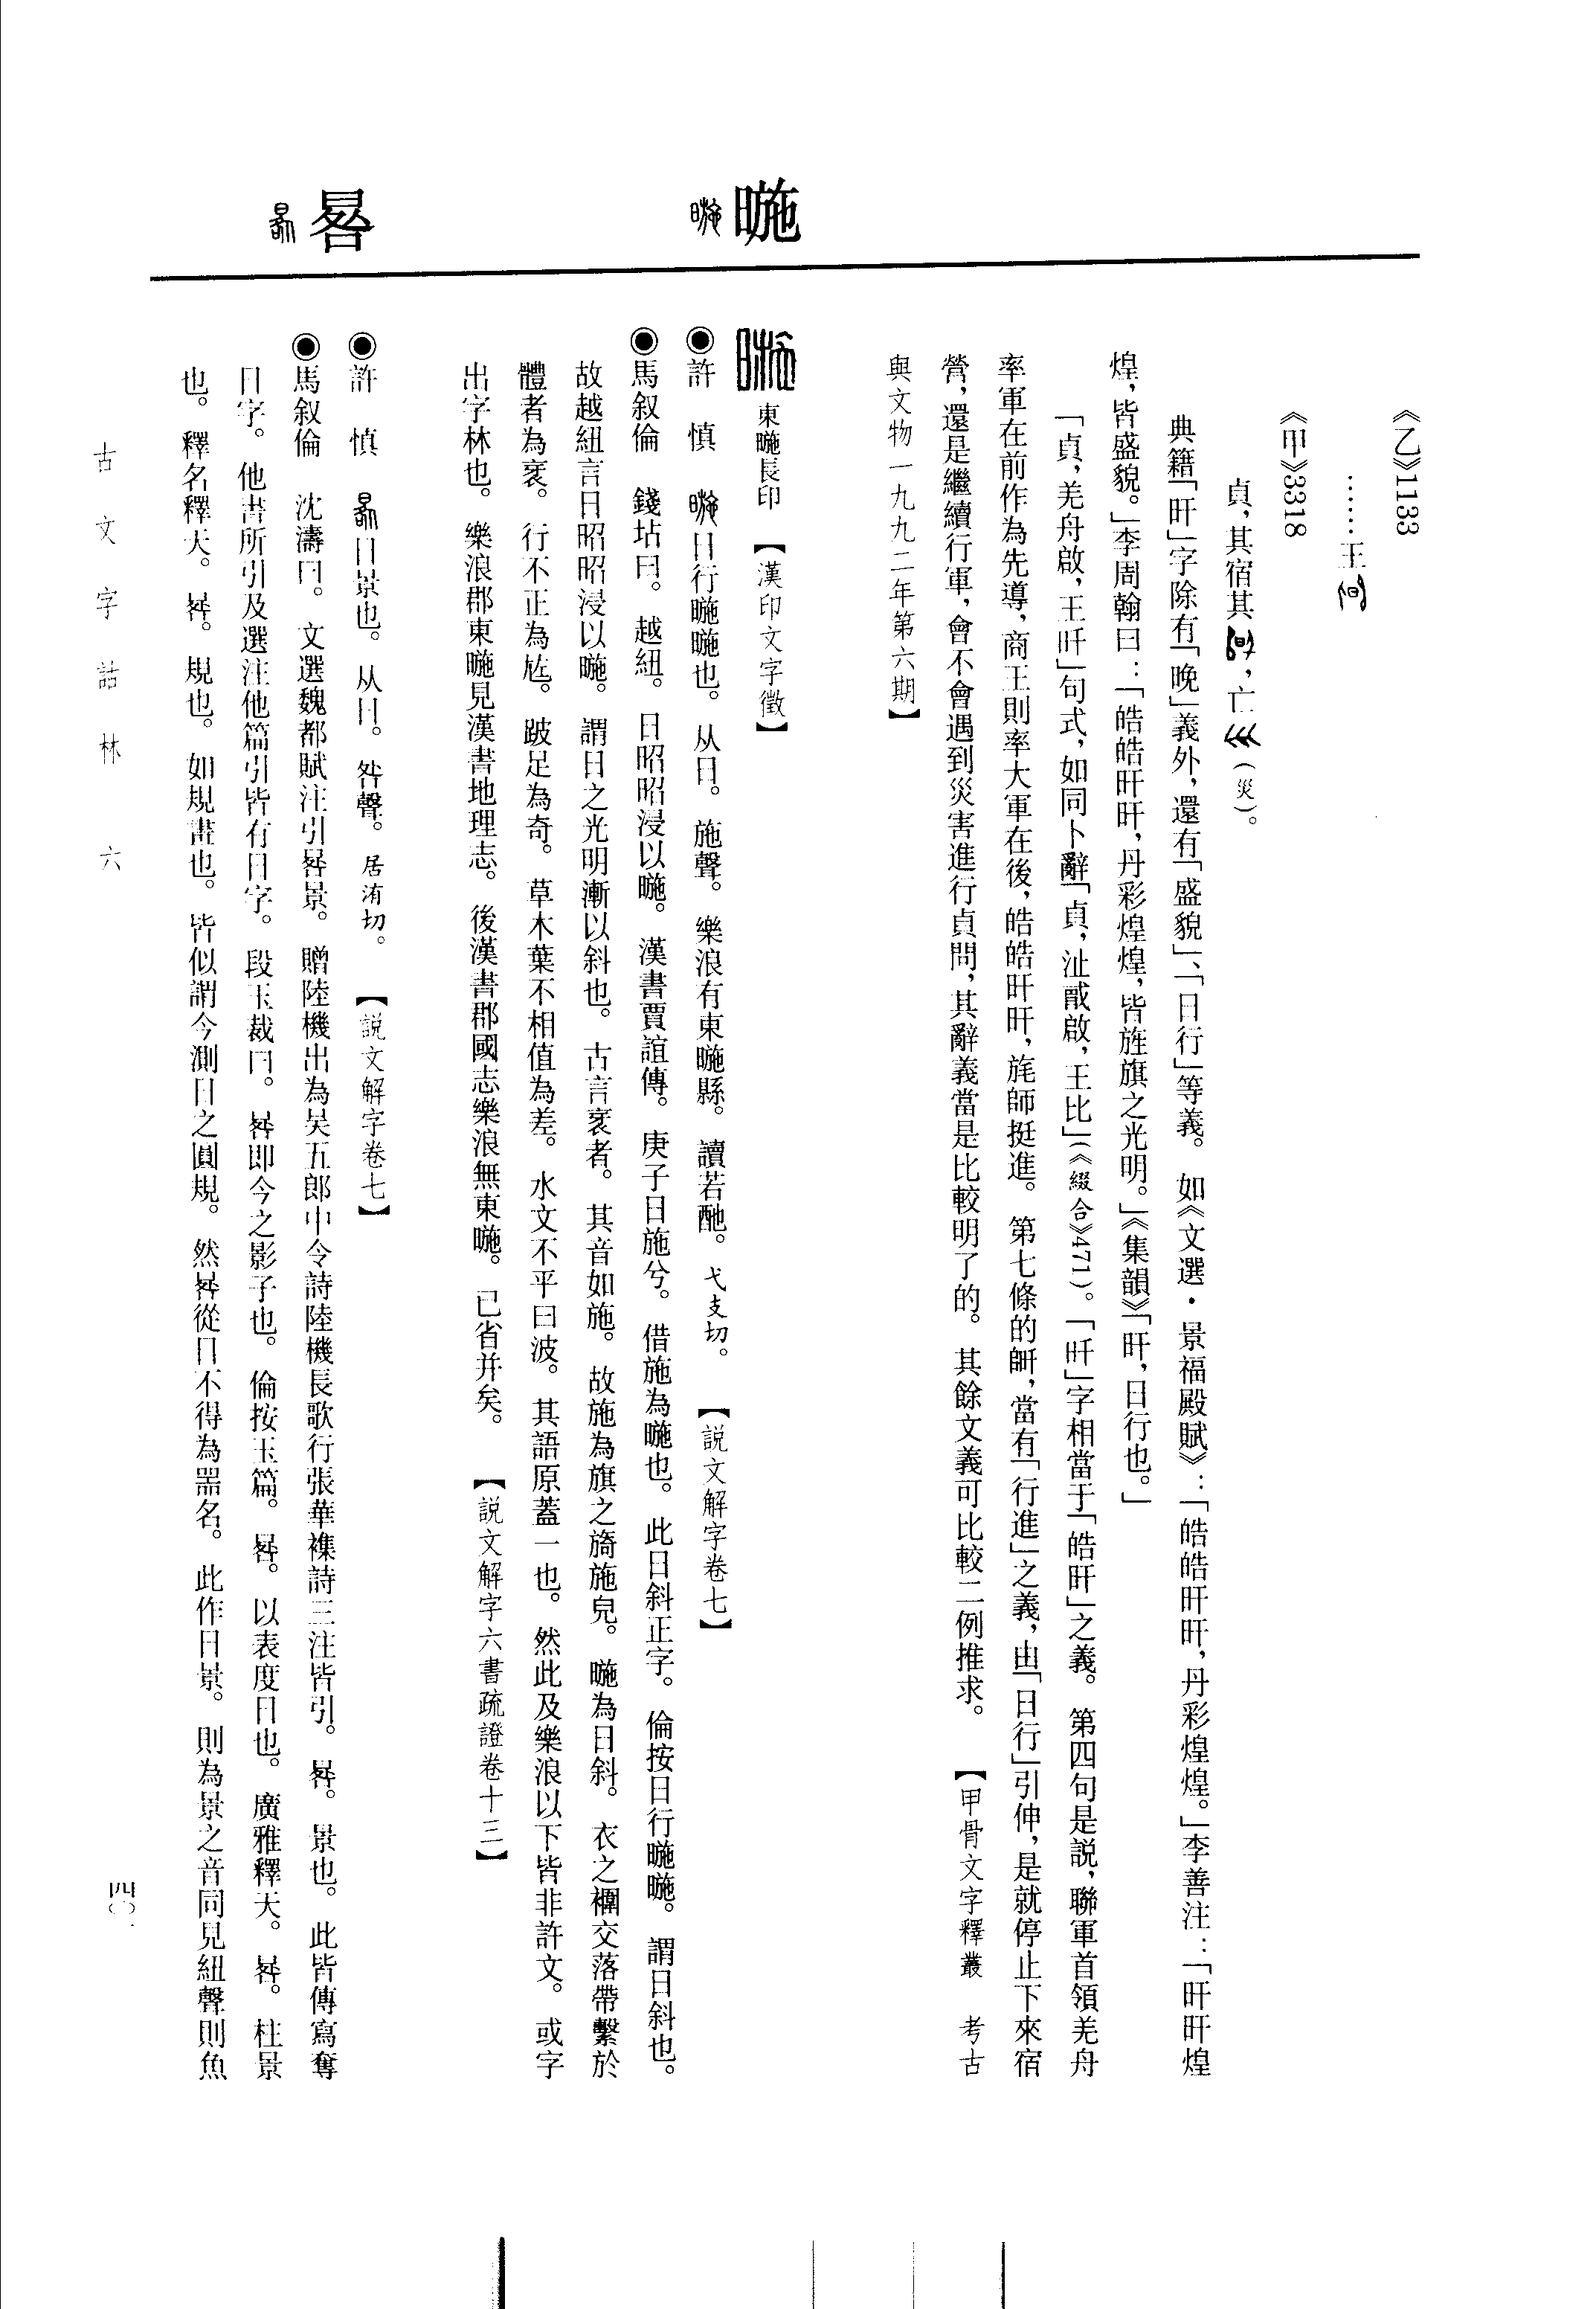 《乙》1133
……王
《甲》3318
貞，其宿其，亡（災）。
典籍「旰」字除有「晚」義外，還有「盛貌」、「日行」等義。如《文選·景福殿賦》：「皓皓旰旰，丹彩煌煌。」李善注：「旰旰煌
煌，皆盛貌。」李周翰曰：「皓皓旰旰，丹彩煌煌，皆旌旗之光明。」《集韻》「旰，日行也。」
「貞，羌舟啟，王」句式，如同卜辭「貞，沚㦰啟，王比」（《綴合》471）。「」字相當于「皓旰」之義。第四句是説，聯軍首領羌舟
率軍在前作為先導，商王則率大軍在後，皓皓旰旰，旄師挺進。第七條的，當有「行進」之義，由「日行」引伸，是就停止下來宿
營，還是繼續行軍，會不會遇到災害進行貞問，其辭義當是比較明了的。其餘文義可比較二例推求。【甲骨文字釋叢　考古
與文物一九九二年第六期】
暆
東暆長印【漢印文字徵】
◉許　慎　日行暆暆也。从日。施聲。樂浪有東暆縣。讀若酏。弋支切。【説文解字卷七】
◉馬叙倫　錢坫曰。越紐。日昭昭浸以暆。漢書賈誼傳。庚子日施兮。借施為暆也。此日斜正字。倫按日行暆暆。謂日斜也。
故越紐言日昭昭浸以暆。謂日之光明漸以斜也。古言衺者。其音如施。故施為旗之旖施皃。暆為日斜。衣之襴交落帶繫於
體者為衺。行不正為尥。跛足為奇。草木葉不相值為差。水文不平曰波。其語原蓋一也。然此及樂浪以下皆非許文。或字
出字林也。樂浪郡東暆見漢書地理志。後漢書郡國志樂浪無東暆。已省并矣。【説文解字六書疏證卷十三】
晷
◉許　慎　日景也。从日。咎聲。居洧切。【説文解字卷七】
◉馬叙倫　沈濤曰。文選魏都賦注引晷景。贈陸機出為吴五郎中令詩陸機長歌行張華襍詩三注皆引。晷。景也。此皆傳寫奪
日字。他書所引及選注他篇引皆有日字。段玉裁曰。晷即今之影子也。倫按玉篇。晷。以表度日也。廣雅釋天。晷。柱景
也。釋名釋天。晷。規也。如規畫也。皆似謂今測日之圓規。然晷從日不得為噐名。此作日景。則為景之音同見紐聲則魚
古文字詁林　六